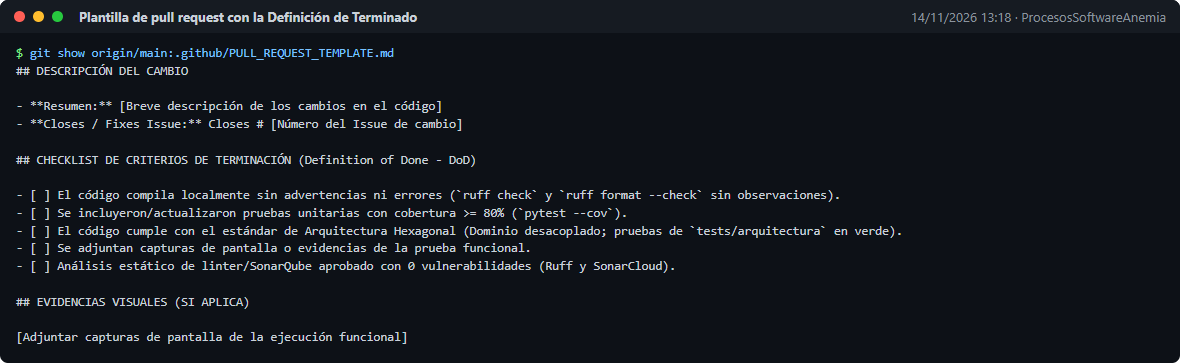 Plantilla de pull request con la Definición de Terminado
14/11/2026 13:18 · ProcesosSoftwareAnemia
$ git show origin/main:.github/PULL_REQUEST_TEMPLATE.md
## DESCRIPCIÓN DEL CAMBIO
- **Resumen:** [Breve descripción de los cambios en el código]
- **Closes / Fixes Issue:** Closes # [Número del Issue de cambio]
## CHECKLIST DE CRITERIOS DE TERMINACIÓN (Definition of Done - DoD)
- [ ] El código compila localmente sin advertencias ni errores (`ruff check` y `ruff format --check` sin observaciones).
- [ ] Se incluyeron/actualizaron pruebas unitarias con cobertura >= 80% (`pytest --cov`).
- [ ] El código cumple con el estándar de Arquitectura Hexagonal (Dominio desacoplado; pruebas de `tests/arquitectura` en verde).
- [ ] Se adjuntan capturas de pantalla o evidencias de la prueba funcional.
- [ ] Análisis estático de linter/SonarQube aprobado con 0 vulnerabilidades (Ruff y SonarCloud).
## EVIDENCIAS VISUALES (SI APLICA)
[Adjuntar capturas de pantalla de la ejecución funcional]